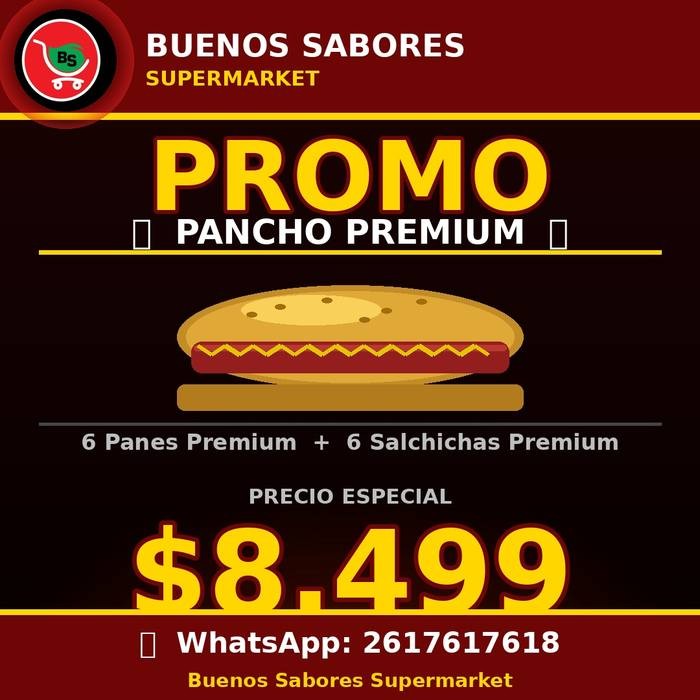 BS
BUENOS SABORES
SUPERMARKET
PROMO
PANCHO PREMIUM
6 Panes Premium + 6 Salchichas Premium
PRECIO ESPECIAL
$8.499
WhatsApp: 2617617618
Buenos Sabores Supermarket